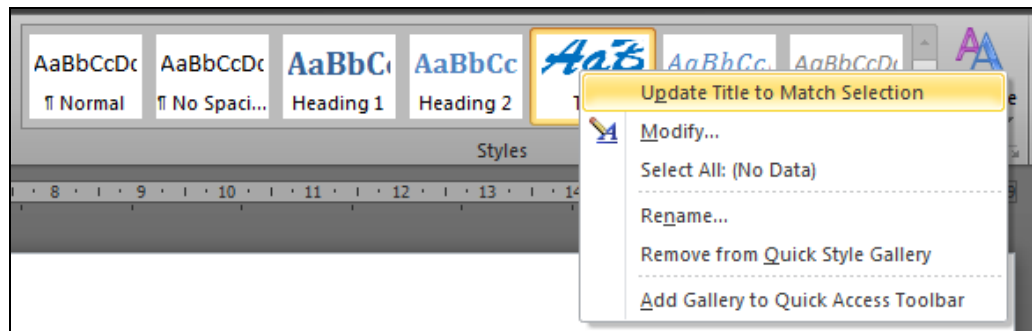 AaBbCcDc AaBbCcDc AaBbC AaBbCc AaB AaBbCc. AaBbCcDc A A
¶ Normal ¶ No Spaci... Heading 1 Heading 2 T e
Styles
8 9 10 11 12 13 14
Update Title to Match Selection
Modify...
Select All: (No Data)
Rename...
Remove from Quick Style Gallery
Add Gallery to Quick Access Toolbar